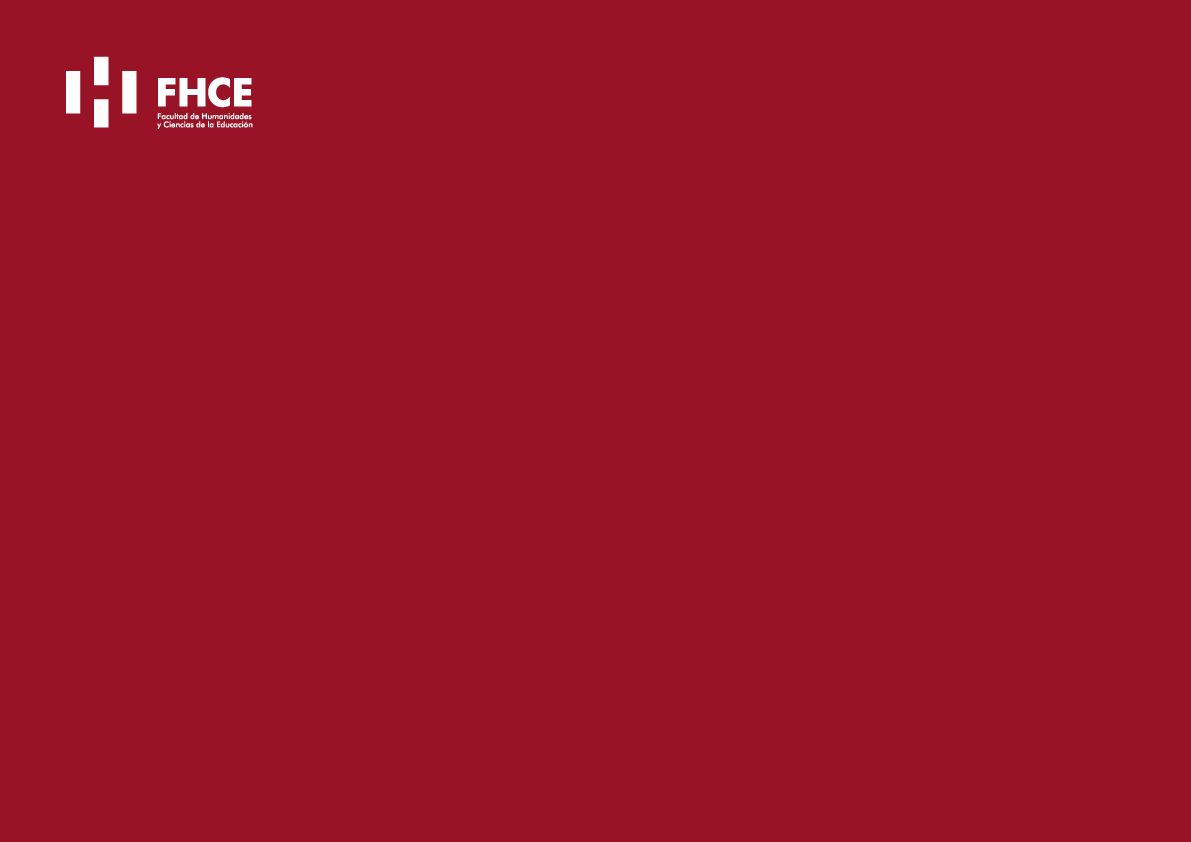 FHCE
Facultad de Humanidades
y Ciencias de la Educación